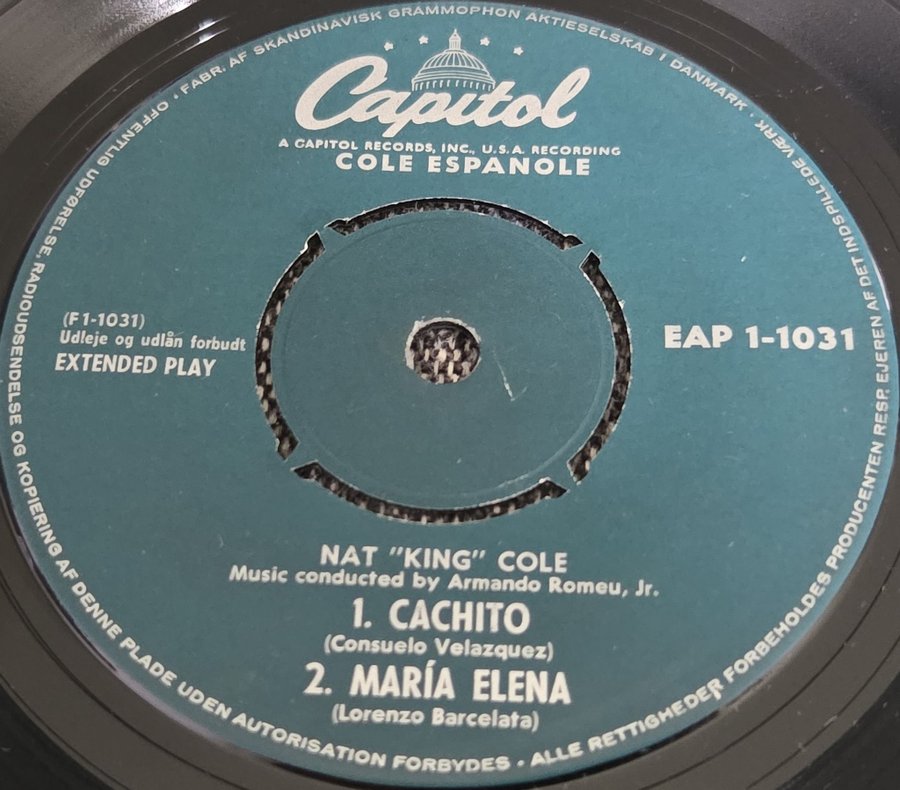 FABR. AF SKANDINAVISK GRAMMOPHON AKTIESELSKAB I DANMARK · ALLE RETTIGHEDER FORBEHOLDES PRODUCENTEN RESP. EJEREN AF DET INDSPILLEDE VÆRK · OFFENTLIG UDFØRELSE, RADIOUDSENDELSE OG KOPIERING AF DENNE PLADE UDEN AUTORISATION FORBYDES ·
Capitol
A CAPITOL RECORDS, INC., U.S.A. RECORDING
COLE ESPANOLE
(F1-1031)
Udleje og udlån forbudt
EXTENDED PLAY
EAP 1-1031
NAT "KING" COLE
Music conducted by Armando Romeu, Jr.
1. CACHITO
(Consuelo Velazquez)
2. MARÍA ELENA
(Lorenzo Barcelata)